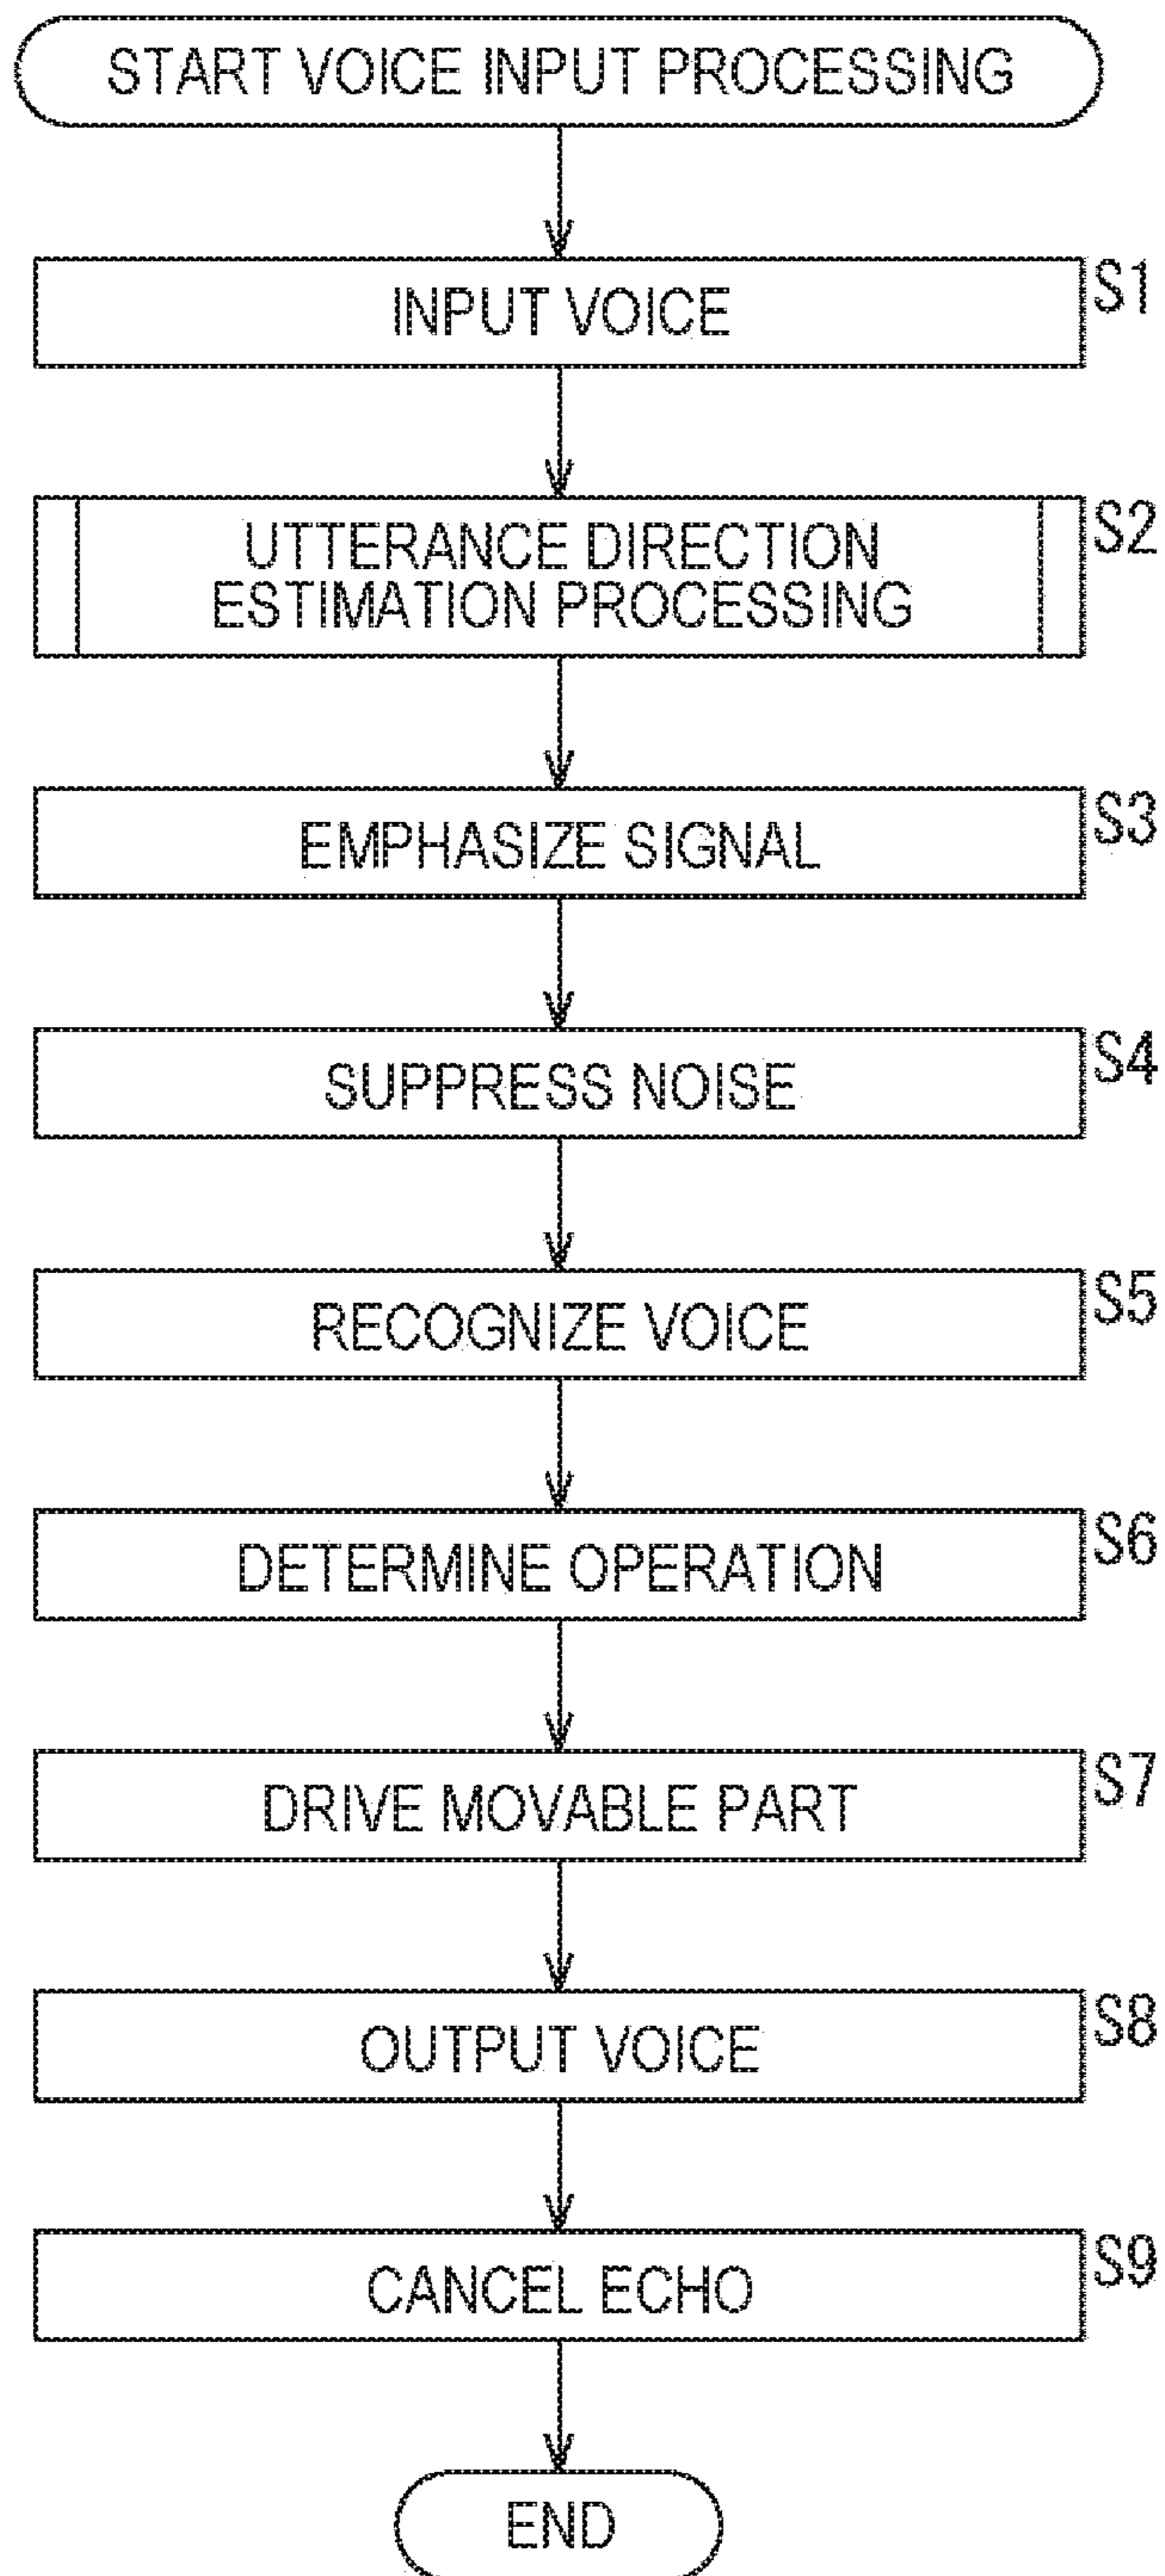 START VOICE INPUT PROCESSING
INPUT VOICE
S1
UTTERANCE DIRECTION
ESTIMATION PROCESSING
S2
EMPHASIZE SIGNAL
S3
SUPPRESS NOISE
S4
RECOGNIZE VOICE
S5
DETERMINE OPERATION
S6
DRIVE MOVABLE PART
S7
OUTPUT VOICE
S8
CANCEL ECHO
S9
END